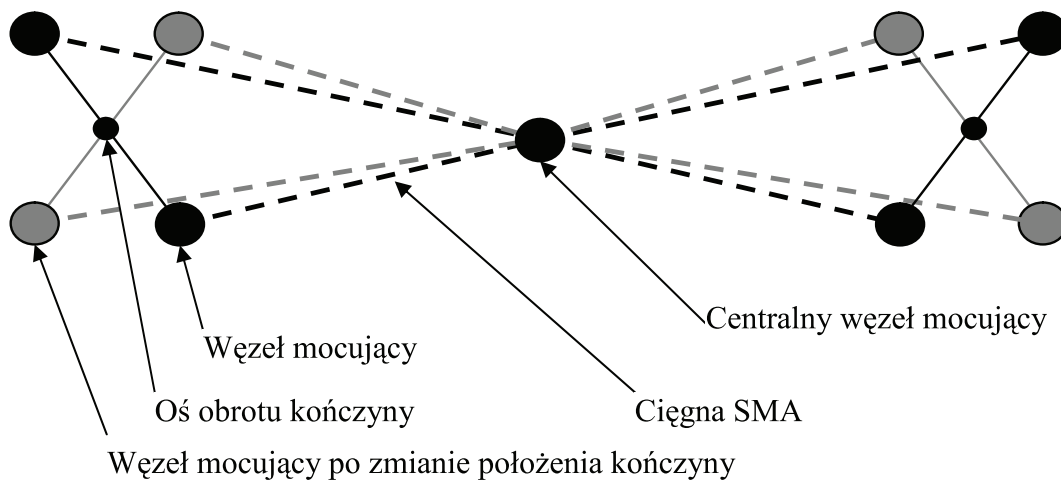 Centralny węzeł mocujący
Węzeł mocujący
Oś obrotu kończyny
Cięgna SMA
Węzeł mocujący po zmianie położenia kończyny